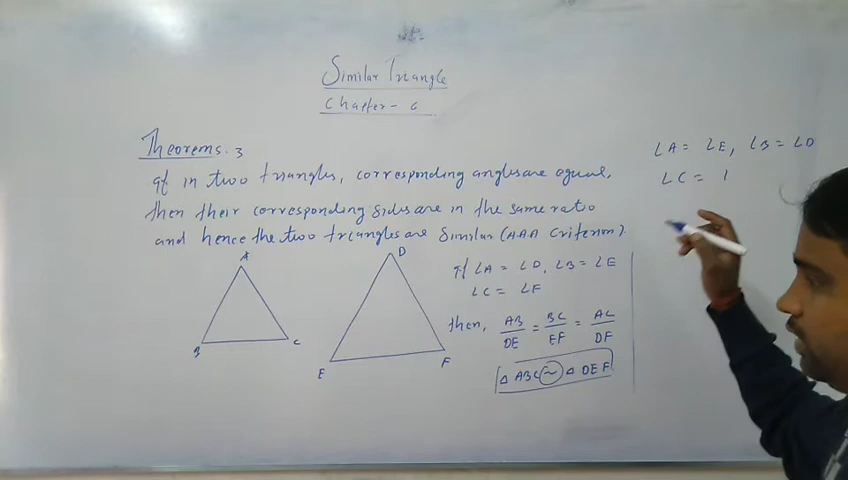 Similar Triangle
Chapter - 6
Theorems. 3
If in two triangles, corresponding angles are equal,
then their corresponding sides are in the same ratio
and hence the two triangles are similar (AAA criterion).
A
B
C
D
E
F
If ∠A = ∠D, ∠B = ∠E
∠C = ∠F
then, AB/DE = BC/EF = AC/DF
△ ABC ~ △ DEF
∠A = ∠E, ∠B = ∠D
∠C =